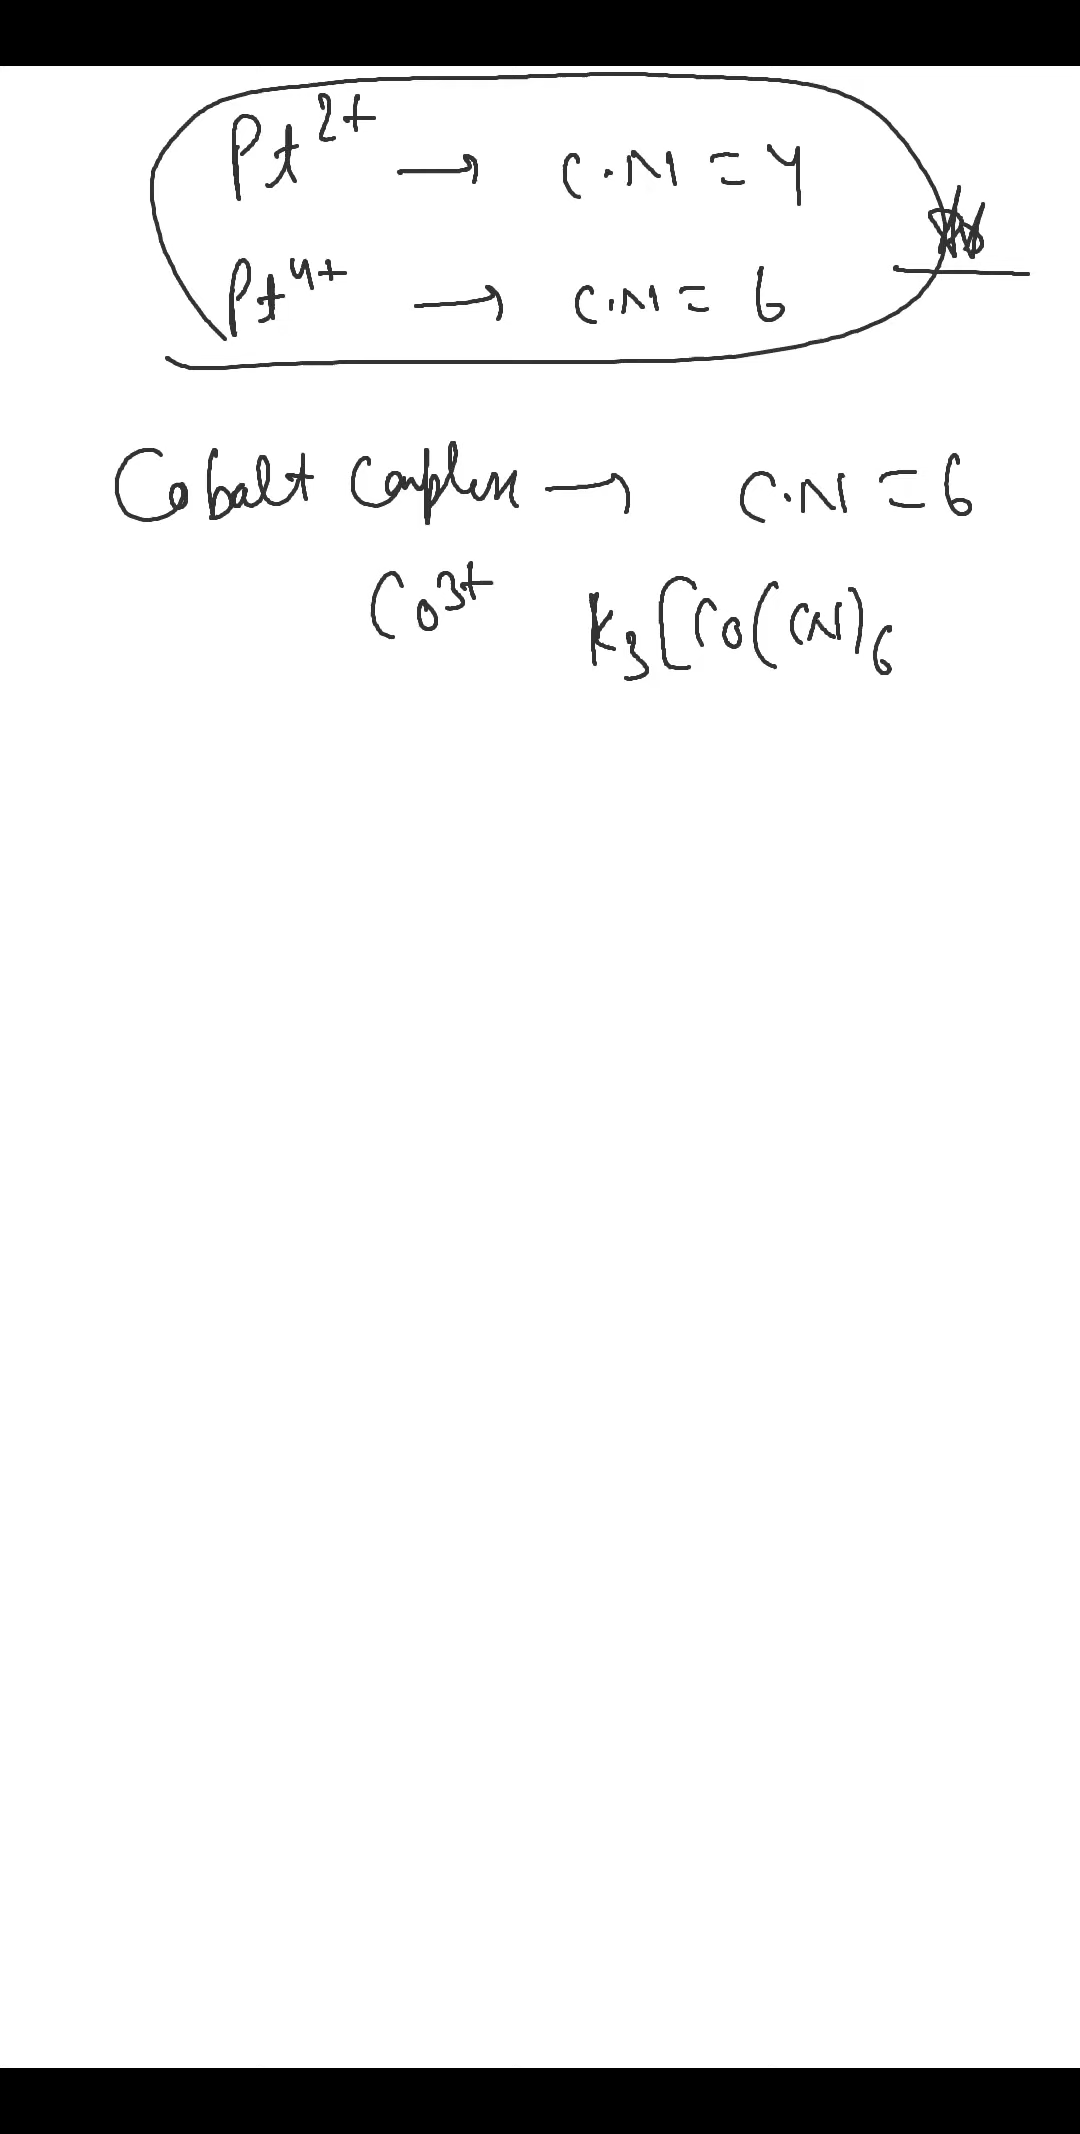 Pt²⁺ → C.N = 4
Pt⁴⁺ → C.N = 6
Cobalt Complex → C.N = 6
Co³⁺ K₃[Co(CN)₆